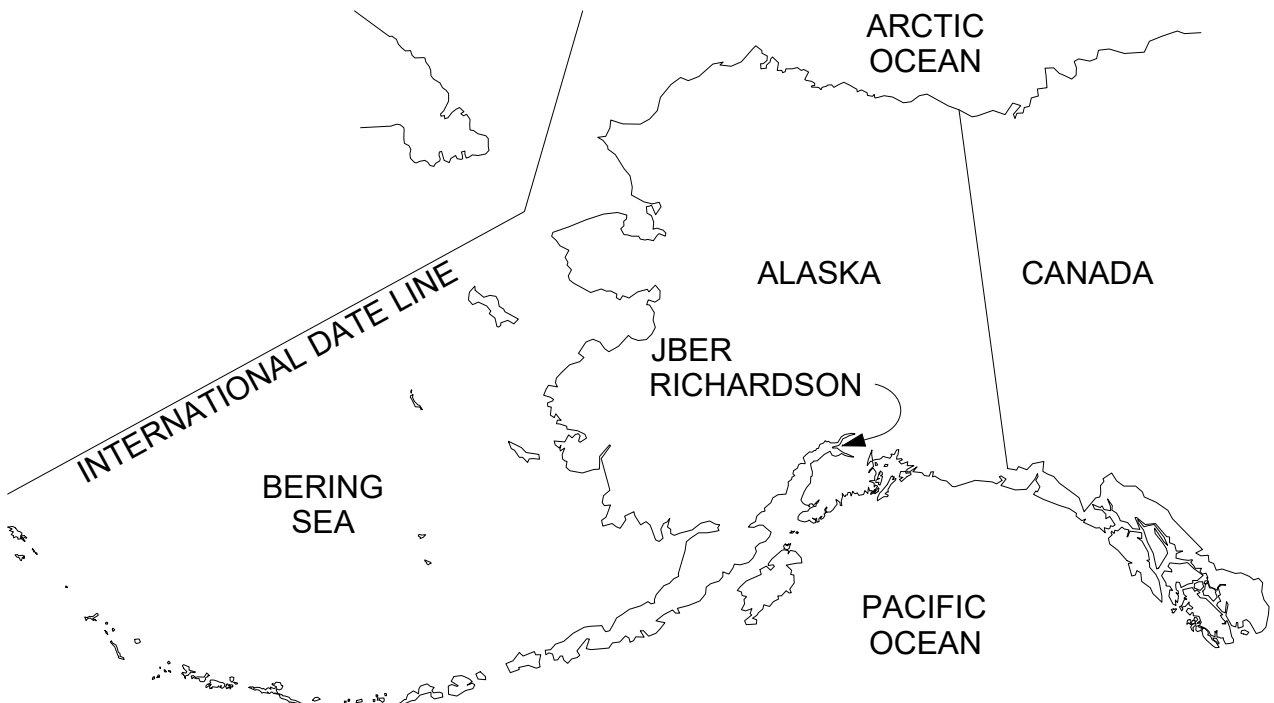 ARCTIC
OCEAN
ALASKA
CANADA
INTERNATIONAL DATE LINE
JBER
RICHARDSON
BERING
SEA
PACIFIC
OCEAN